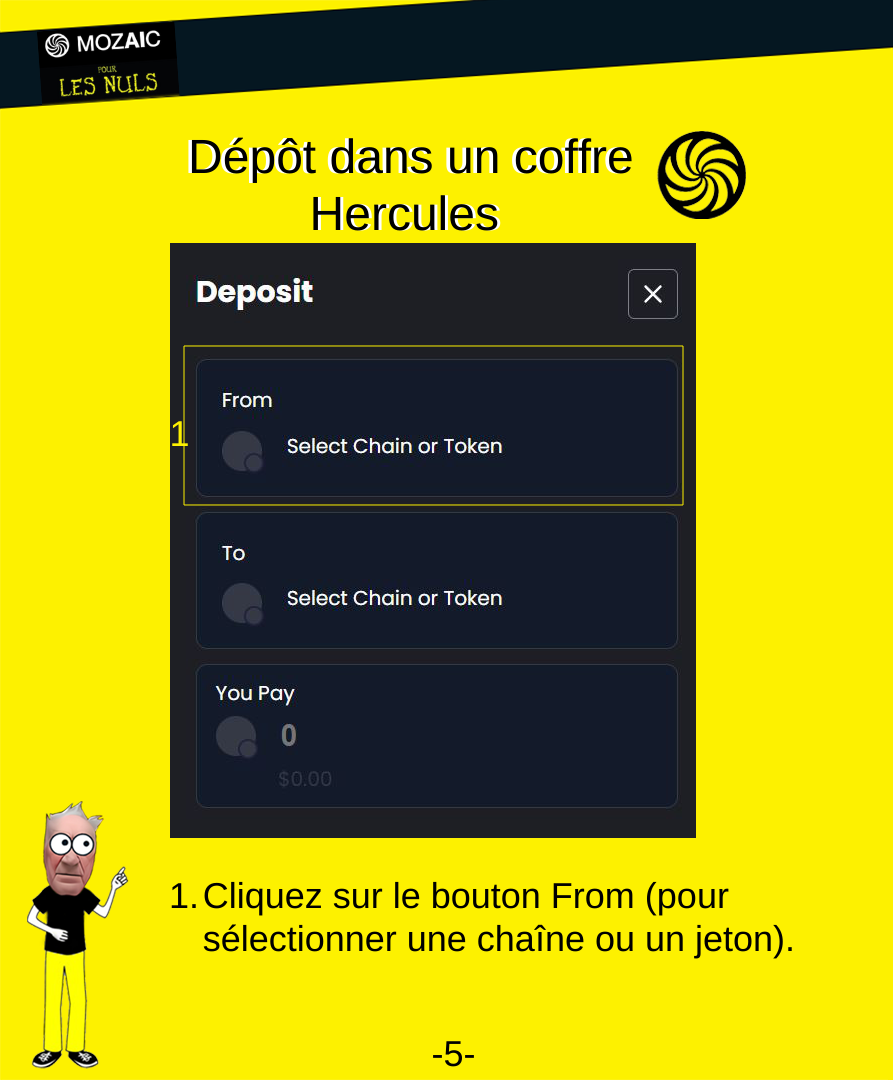 MOZAIC
POUR
LES NULS
Dépôt dans un coffre
Hercules
Deposit
From
1
Select Chain or Token
To
Select Chain or Token
You Pay
0
$0.00
1. Cliquez sur le bouton From (pour
sélectionner une chaîne ou un jeton).
-5-